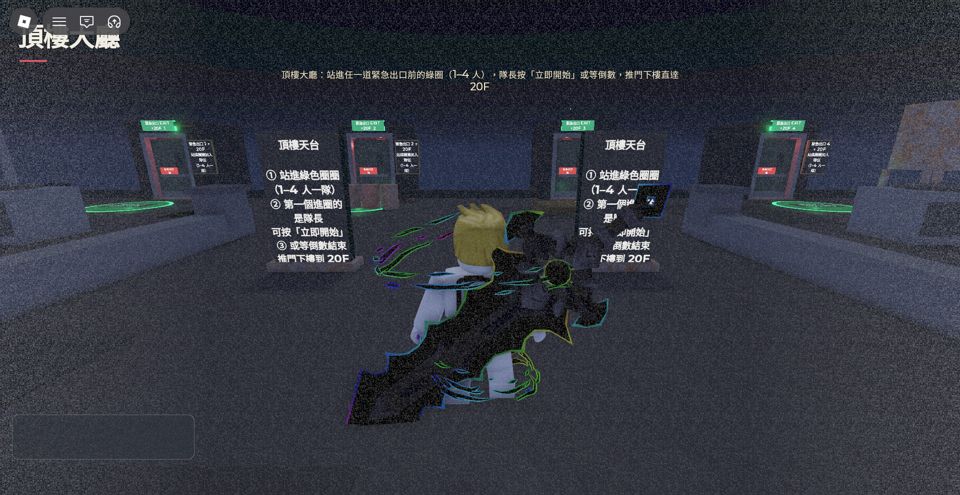 頂樓大廳
頂樓大廳：站進任一道緊急出口前的綠圈（1–4 人），隊長按「立即開始」或等倒數，推門下樓直達
20F
頂樓天台
① 站進綠色圈圈
（1–4 人一隊）
② 第一個進圈的
是隊長
可按「立即開始」
③ 或等倒數結束
推門下樓到 20F
頂樓天台
① 站進綠色圈圈
（1–4 人一
② 第一個
是
可 立即開始」
倒數結束
下樓到 20F